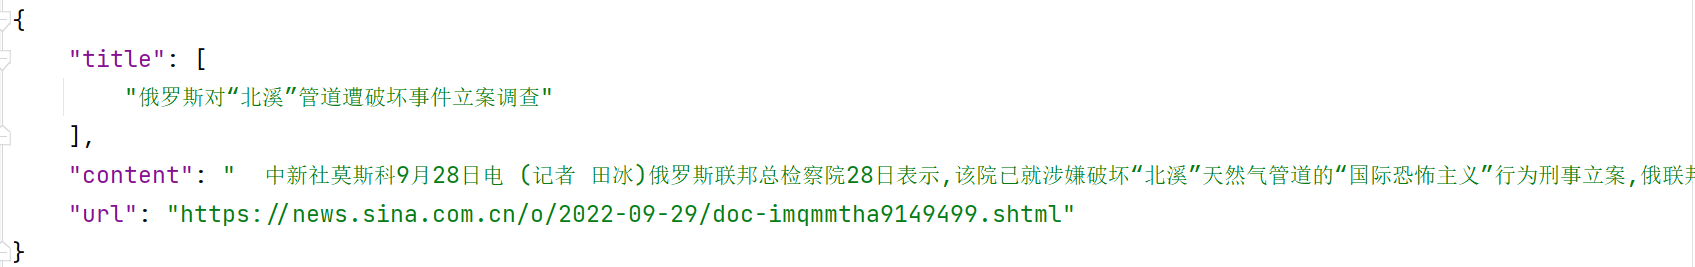 {
"title": [
"俄罗斯对“北溪”管道遭破坏事件立案调查"
],
"content": "  中新社莫斯科9月28日电 (记者 田冰)俄罗斯联邦总检察院28日表示,该院已就涉嫌破坏“北溪”天然气管道的“国际恐怖主义”行为刑事立案,俄联邦
"url": "https://news.sina.com.cn/o/2022-09-29/doc-imqmmtha9149499.shtml"
}